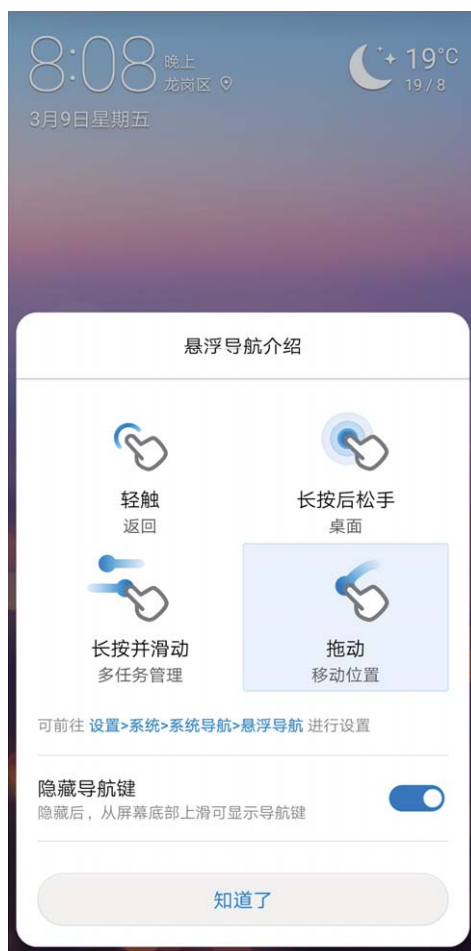 8:08 晚上
龙岗区
19°C
19 / 8
3月9日星期五
悬浮导航介绍
轻触
返回
长按后松手
桌面
长按并滑动
多任务管理
拖动
移动位置
可前往 设置>系统>系统导航>悬浮导航 进行设置
隐藏导航键
隐藏后，从屏幕底部上滑可显示导航键
知道了